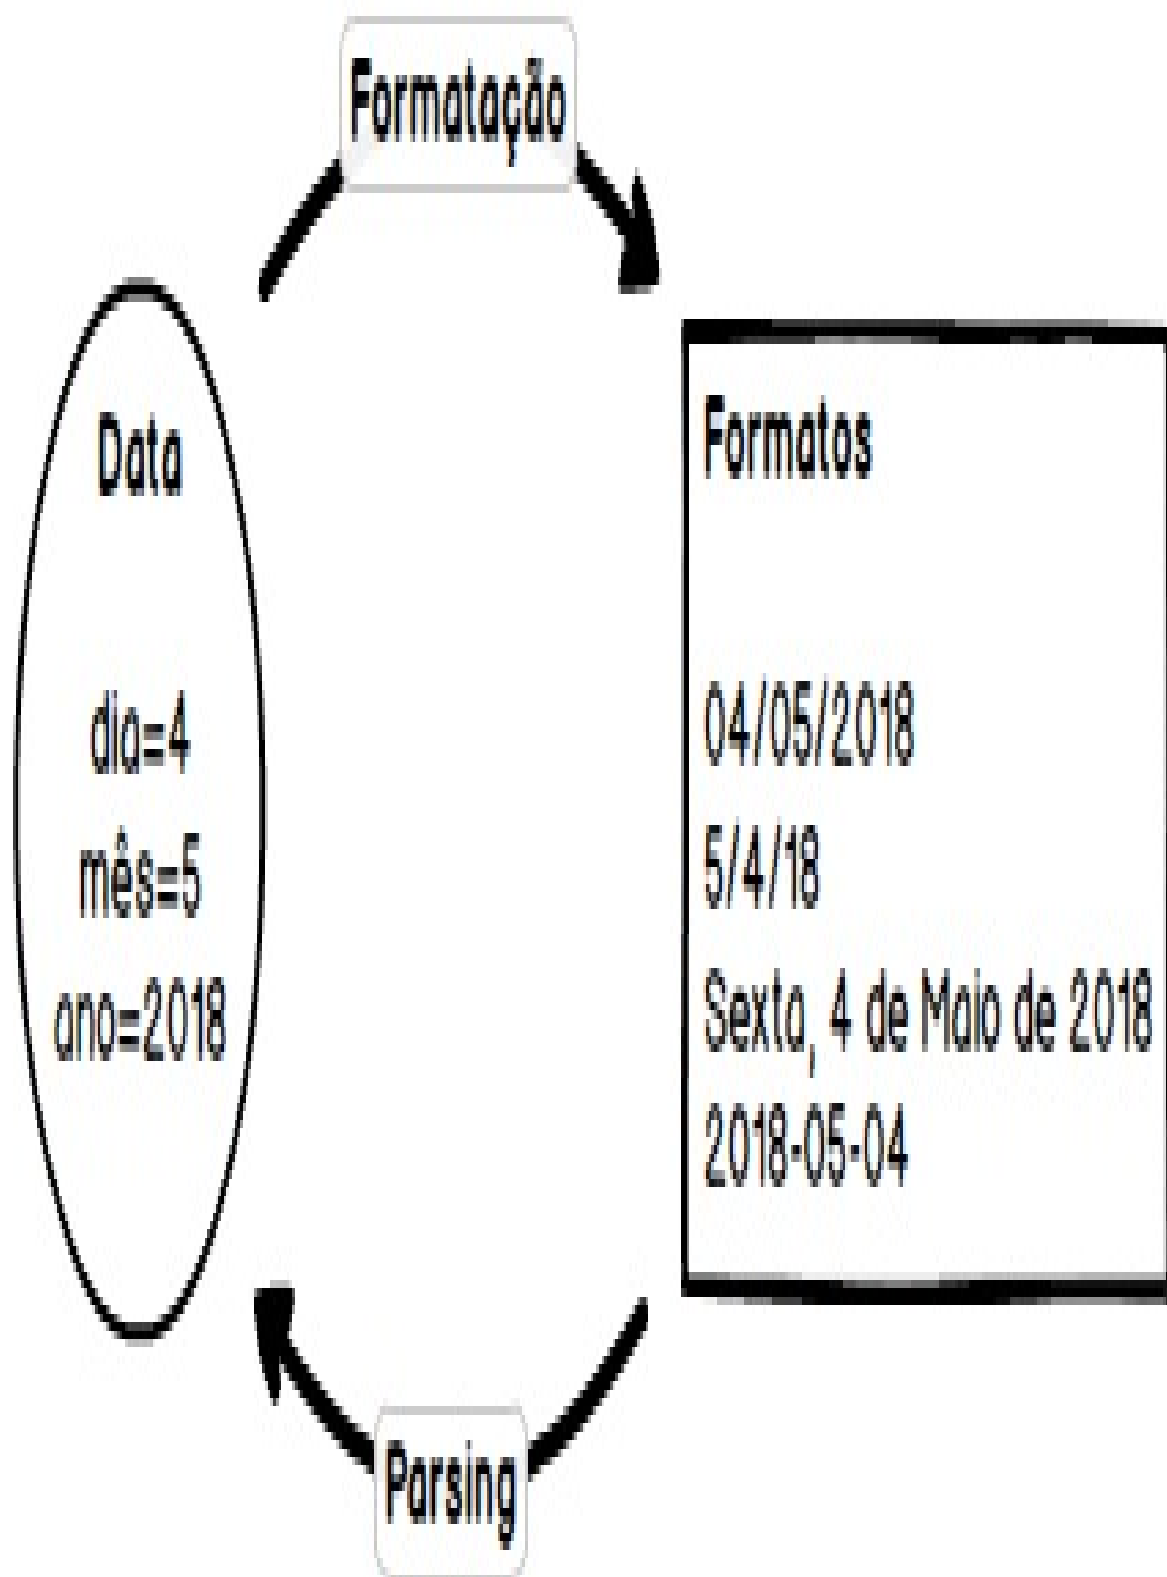 Formatação
Data
dia=4
mês=5
ano=2018
Formatos
04/05/2018
5/4/18
Sexta, 4 de Maio de 2018
2018-05-04
Parsing